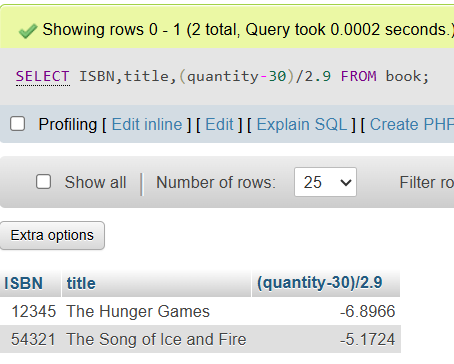 Showing rows 0 - 1 (2 total, Query took 0.0002 seconds.)
SELECT ISBN,title,(quantity-30)/2.9 FROM book;
Profiling [ Edit inline ] [ Edit ] [ Explain SQL ] [ Create PHP
Show all Number of rows: 25 Filter ro
Extra options
ISBN title (quantity-30)/2.9
12345 The Hunger Games -6.8966
54321 The Song of Ice and Fire -5.1724